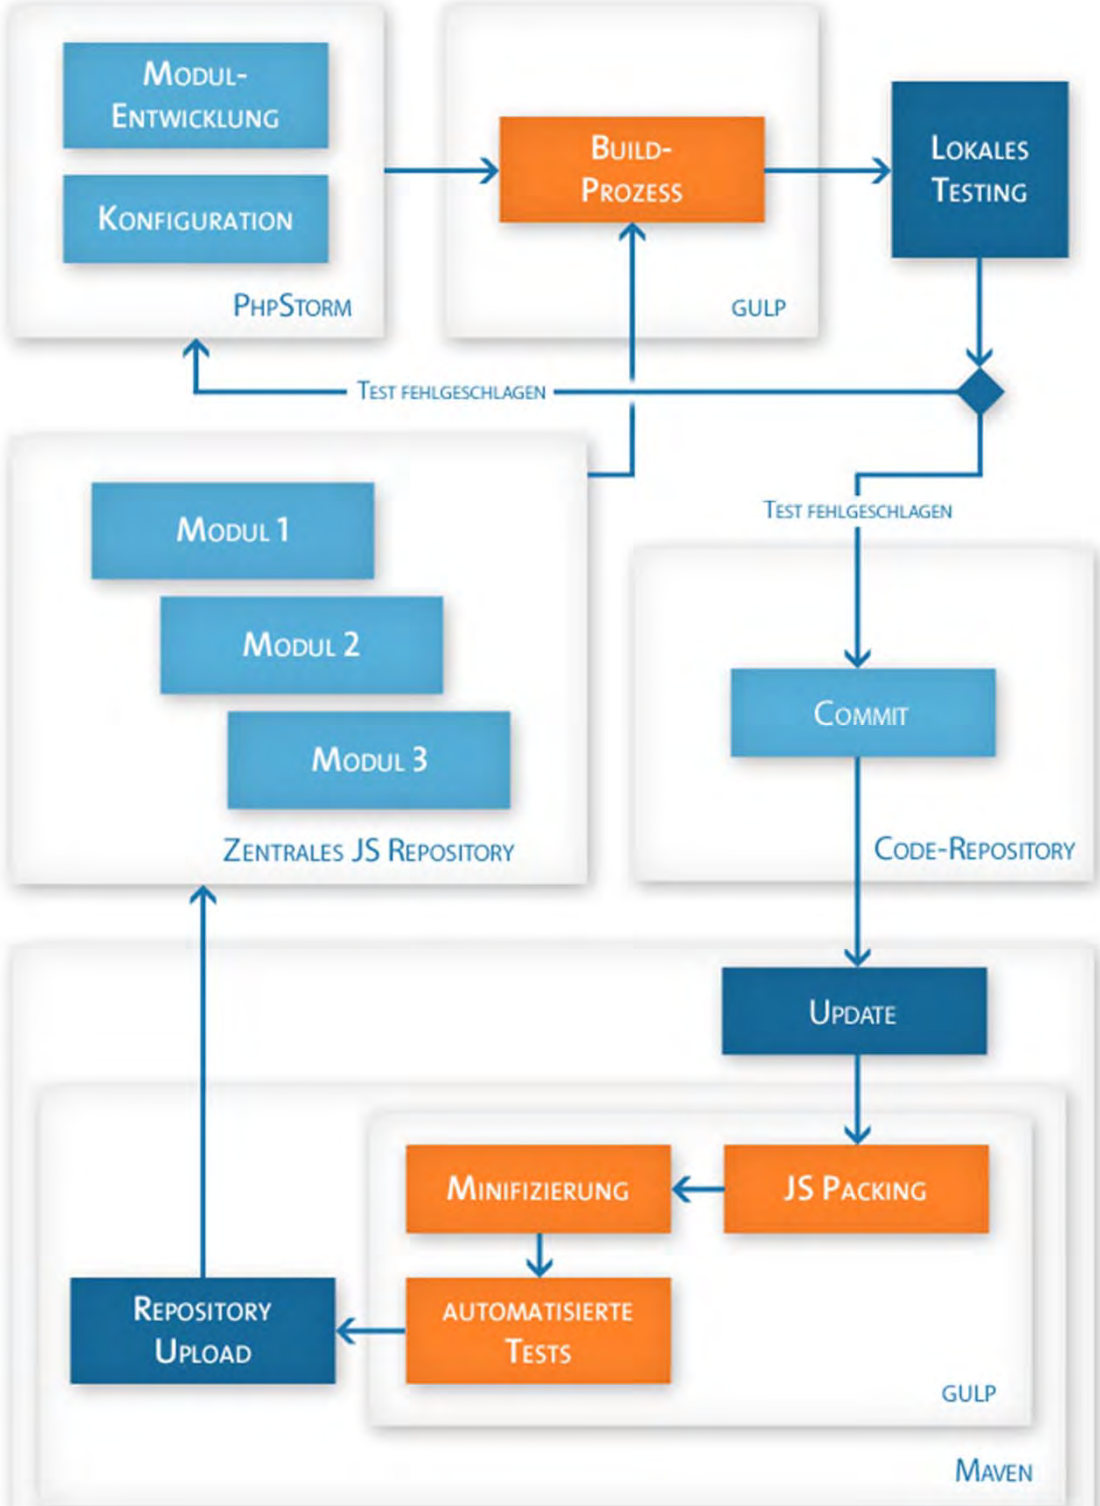 Modul-
Entwicklung
Konfiguration
PhpStorm
Build-
Prozess
gulp
Lokales
Testing
Test fehlgeschlagen
Test fehlgeschlagen
Modul 1
Modul 2
Modul 3
Zentrales JS Repository
Commit
Code-Repository
Update
JS Packing
Minifizierung
automatisierte
Tests
Repository
Upload
gulp
Maven